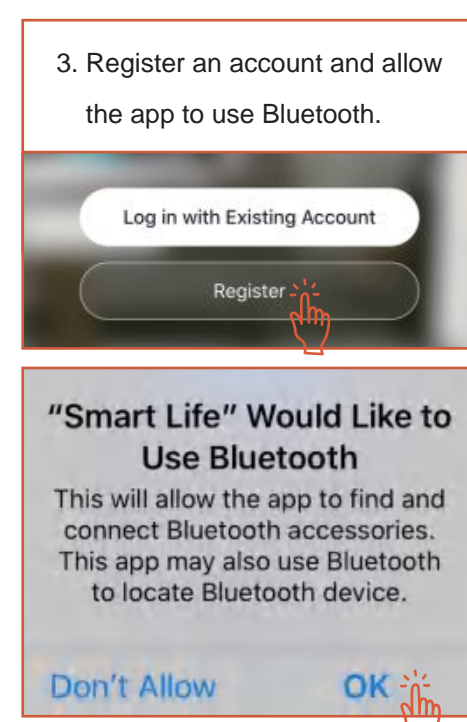 3. Register an account and allow
the app to use Bluetooth.
Log in with Existing Account
Register
“Smart Life” Would Like to
Use Bluetooth
This will allow the app to find and
connect Bluetooth accessories.
This app may also use Bluetooth
to locate Bluetooth device.
Don’t Allow
OK